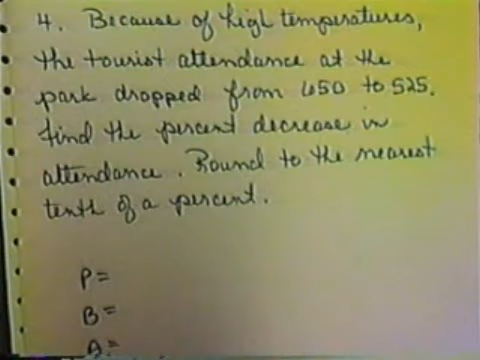 4. Because of high temperatures,
the tourist attendance at the
park dropped from 650 to 525.
find the percent decrease in
attendance. Round to the nearest
tenth of a percent.
P=
B=
A=